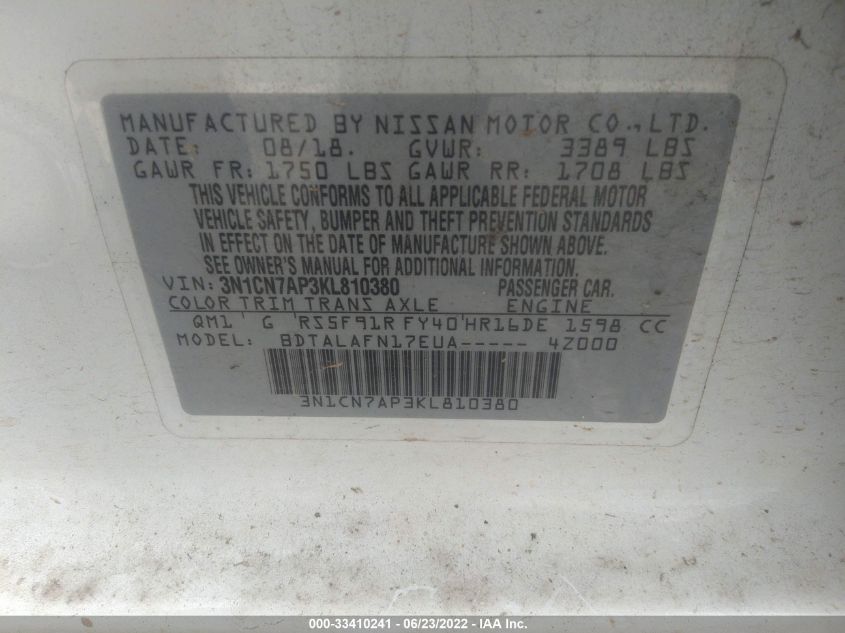 MANUFACTURED BY NISSAN MOTOR CO.,LTD.
DATE: 08/18. GVWR: 3389 LBS
GAWR FR: 1750 LBS GAWR RR: 1708 LBS
THIS VEHICLE CONFORMS TO ALL APPLICABLE FEDERAL MOTOR
VEHICLE SAFETY, BUMPER AND THEFT PREVENTION STANDARDS
IN EFFECT ON THE DATE OF MANUFACTURE SHOWN ABOVE.
SEE OWNER'S MANUAL FOR ADDITIONAL INFORMATION.
VIN: 3N1CN7AP3KL810380 PASSENGER CAR.
COLOR TRIM TRANS AXLE ENGINE
QM1 G RS5F91R FY40 HR16DE 1598 CC
MODEL: BDTALAFN17EUA----- 4Z000
3N1CN7AP3KL810380
000-33410241 - 06/23/2022 - IAA Inc.